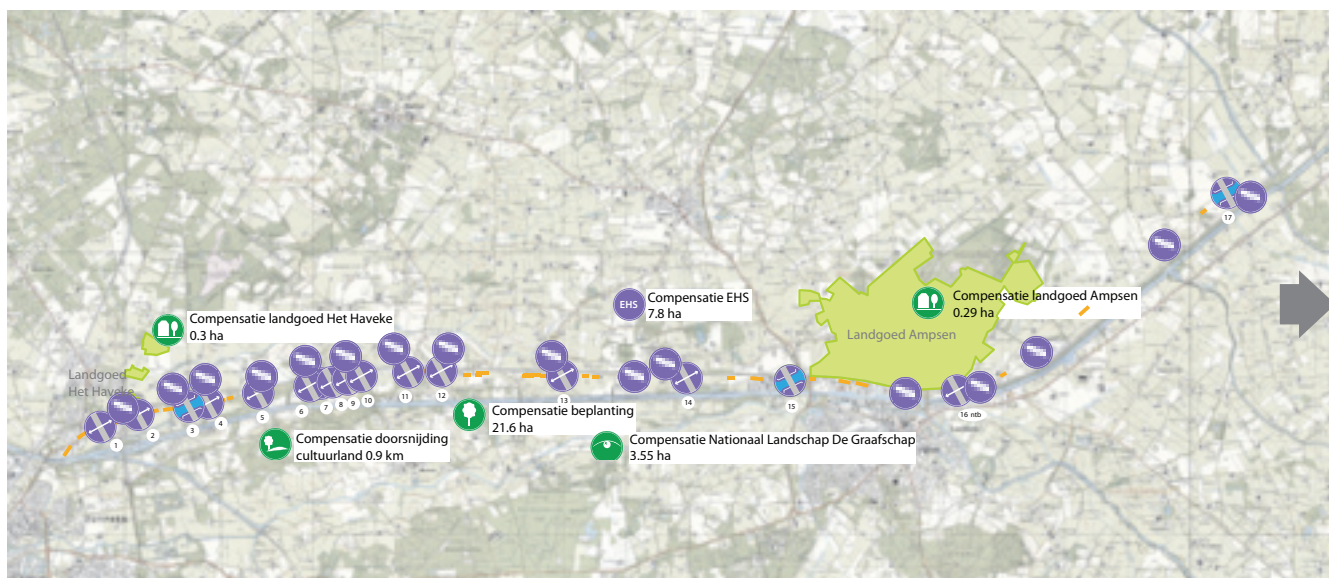 17
Compensatie EHS
7.8 ha
EHS
Compensatie landgoed Ampsen
0.29 ha
Compensatie landgoed Het Haveke
0.3 ha
Landgoed Ampsen
Landgoed
Het Haveke
1
2
3
4
5
6
7
8
9
10
11
12
13
14
15
16 ntb
Compensatie beplanting
21.6 ha
Compensatie doorsnijding
cultuurland 0.9 km
Compensatie Nationaal Landschap De Graafschap
3.55 ha